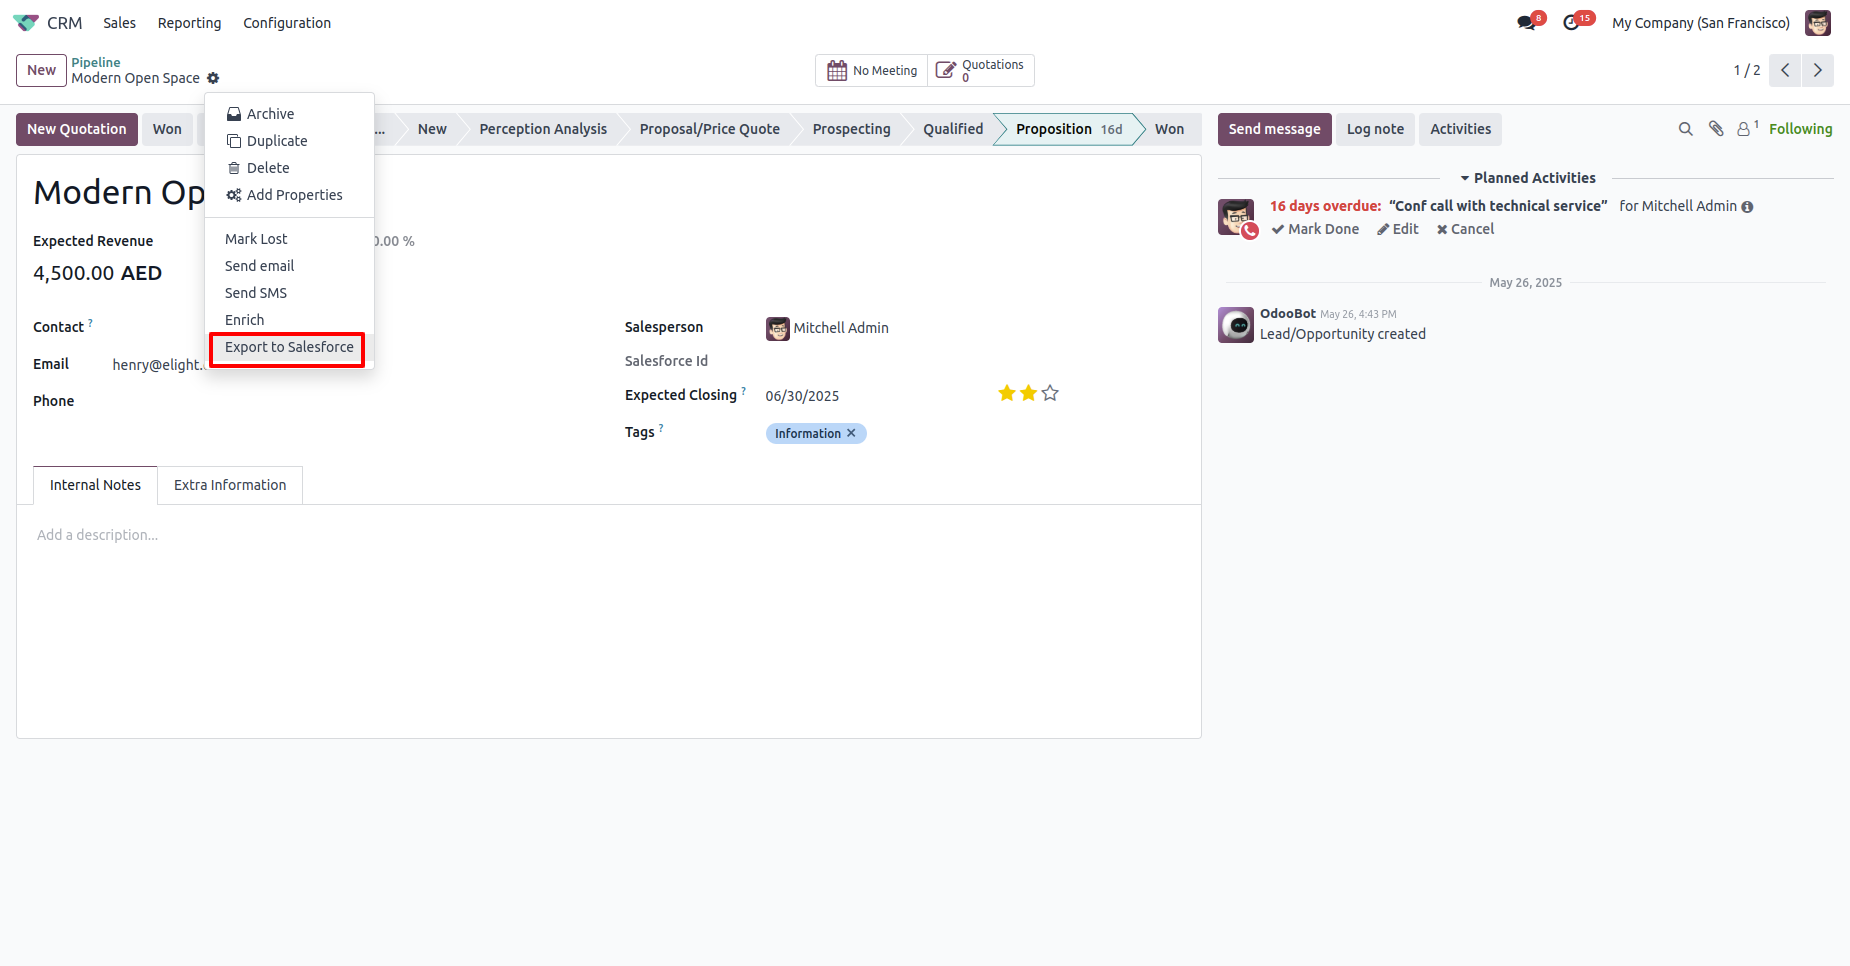 CRM Sales Reporting Configuration 8 15 My Company (San Francisco)
New Pipeline
Modern Open Space
No Meeting Quotations
0
1 / 2
New Quotation Won ... New Perception Analysis Proposal/Price Quote Prospecting Qualified Proposition 16d Won
Send message Log note Activities 1 Following
Archive
Duplicate
Delete
Add Properties
Mark Lost
Send email
Send SMS
Enrich
Export to Salesforce
Modern Op
Expected Revenue
0.00 %
4,500.00 AED
Contact ?
Email henry@elight.
Phone
Salesperson Mitchell Admin
Salesforce Id
Expected Closing ? 06/30/2025
Tags ? Information ✕
Internal Notes Extra Information
Add a description...
Planned Activities
16 days overdue: “Conf call with technical service” for Mitchell Admin
Mark Done Edit Cancel
May 26, 2025
OdooBot May 26, 4:43 PM
Lead/Opportunity created